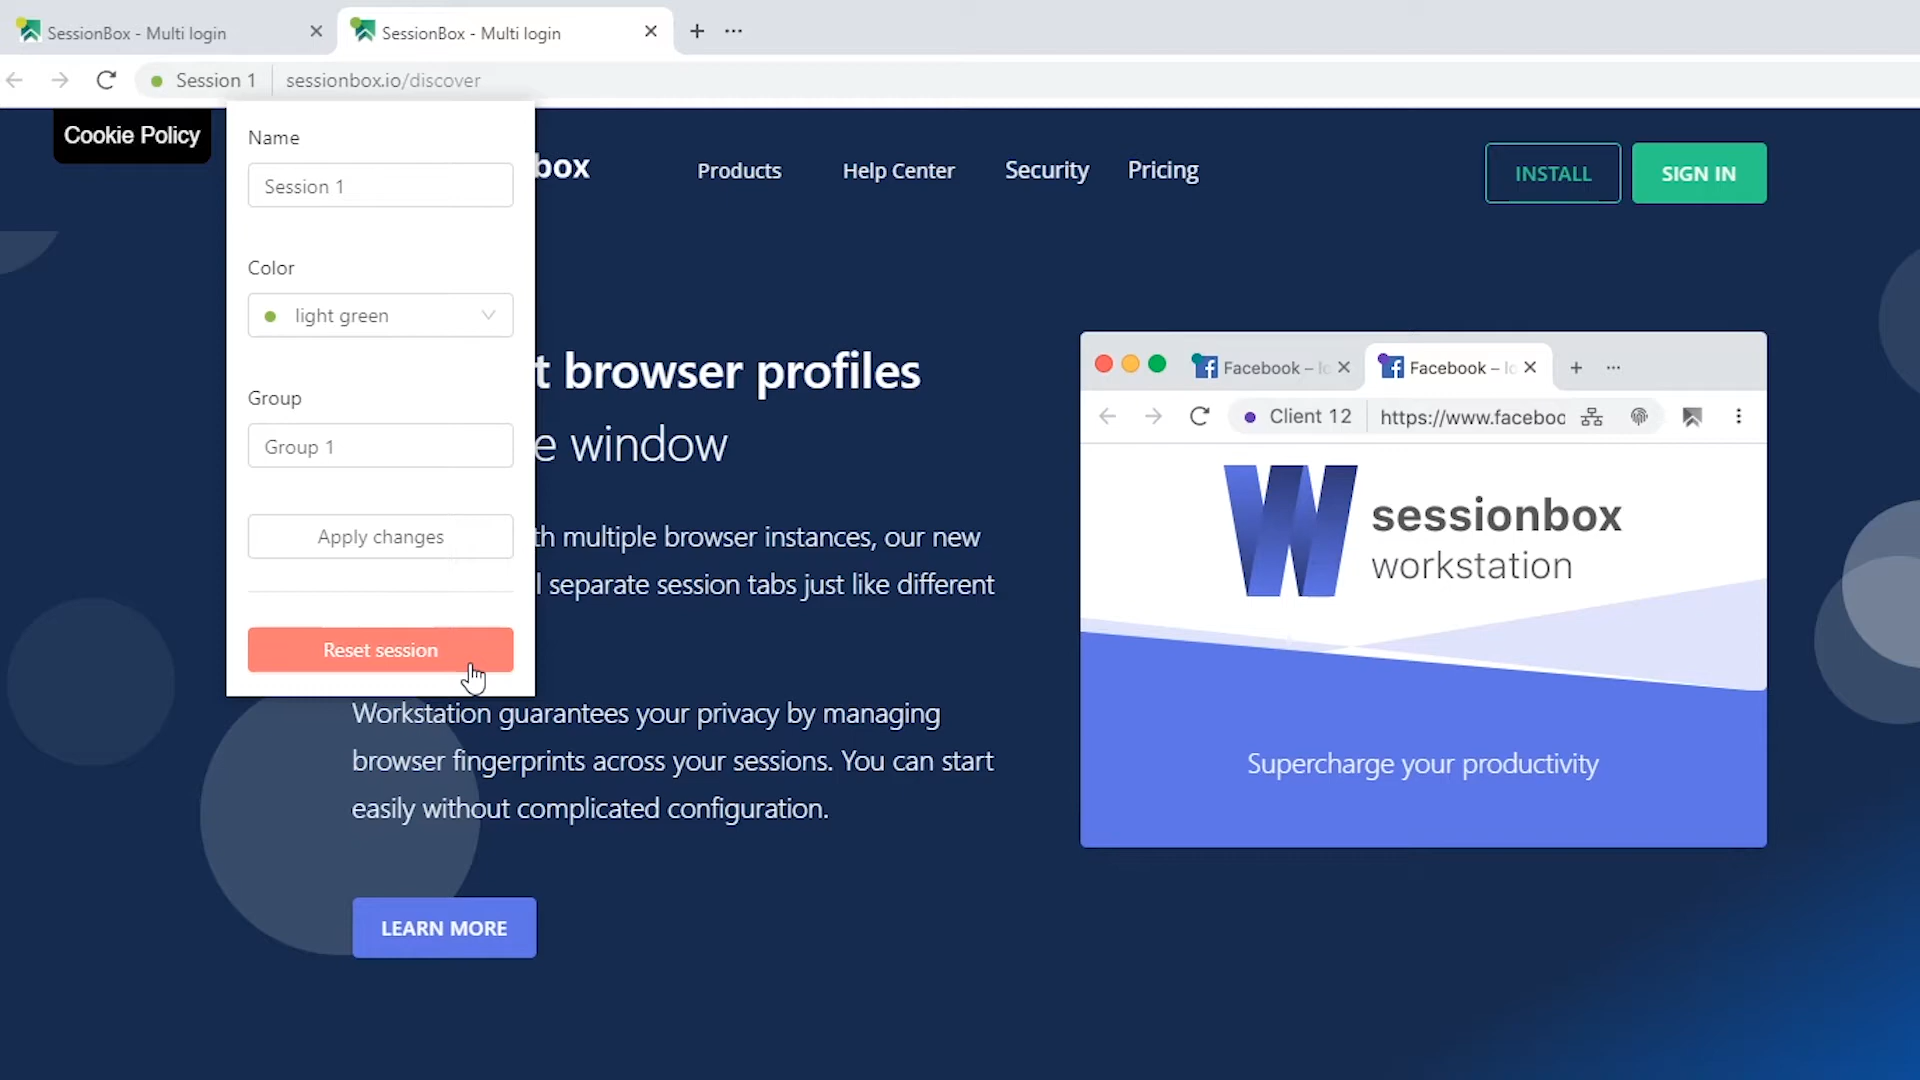 SessionBox - Multi login
SessionBox - Multi login
Session 1
sessionbox.io/discover
Cookie Policy
Name
Session 1
Color
light green
Group
Group 1
Apply changes
Reset session
box
Products
Help Center
Security
Pricing
INSTALL
SIGN IN
t browser profiles
e window
th multiple browser instances, our new
l separate session tabs just like different
Workstation guarantees your privacy by managing
browser fingerprints across your sessions. You can start
easily without complicated configuration.
LEARN MORE
Facebook – lo
Facebook – lo
Client 12
https://www.faceboo
sessionbox
workstation
Supercharge your productivity